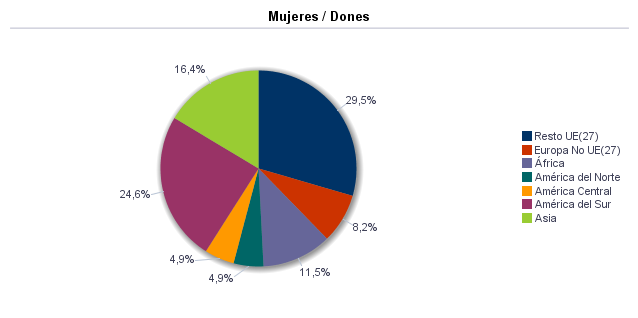 Mujeres / Dones
16,4%
29,5%
24,6%
8,2%
4,9%
4,9%
11,5%
Resto UE(27)
Europa No UE(27)
África
América del Norte
América Central
América del Sur
Asia